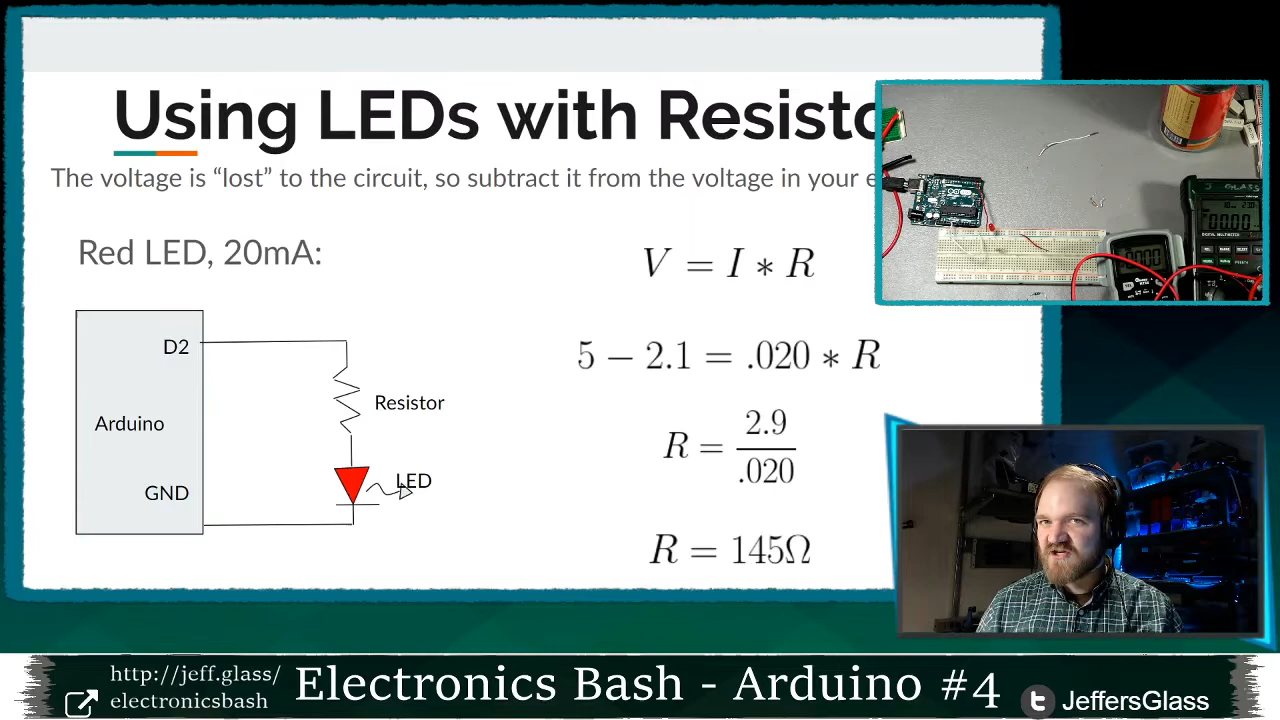 Using LEDs with Resisto
The voltage is “lost” to the circuit, so subtract it from the voltage in your e
Red LED, 20mA:
D2
Resistor
Arduino
LED
GND
V = I ∗ R
5 − 2.1 = .020 ∗ R
R = 2.9 / .020
R = 145Ω
http://jeff.glass/
electronicsbash
Electronics Bash - Arduino #4
JeffersGlass